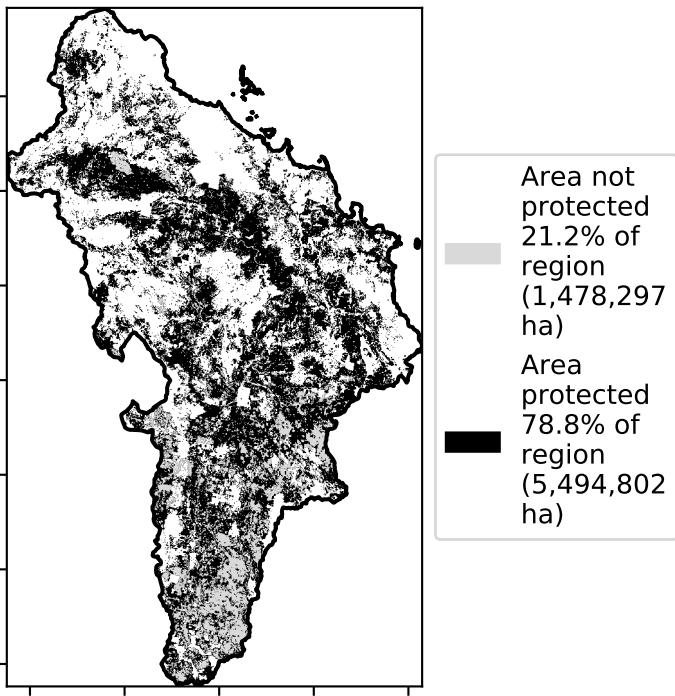 Area not
protected
21.2% of
region
(1,478,297
ha)
Area
protected
78.8% of
region
(5,494,802
ha)